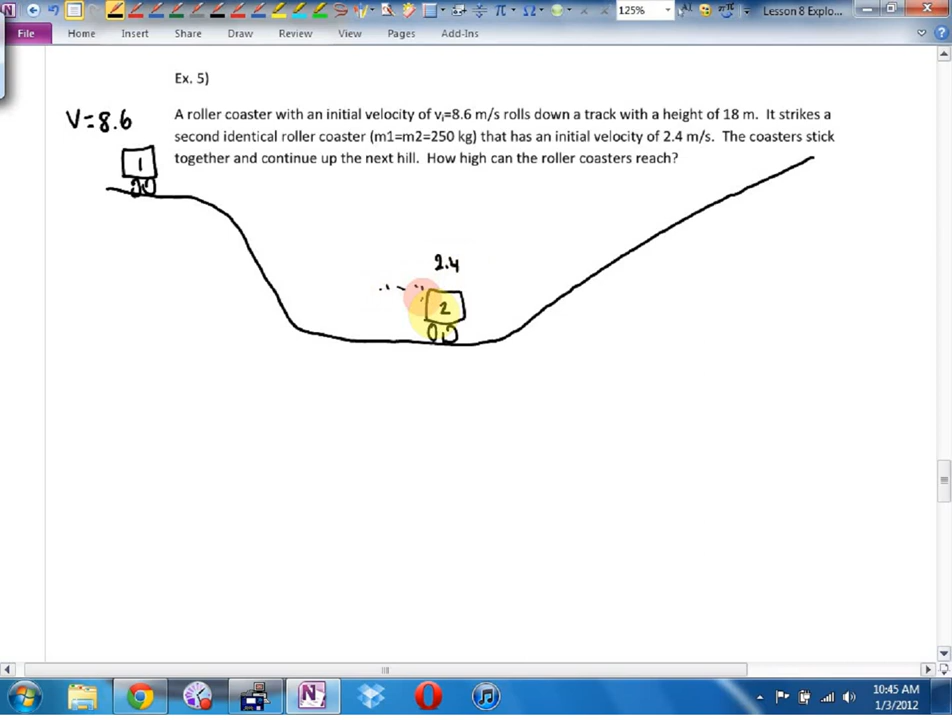 125%
Lesson 8 Explo...
File Home Insert Share Draw Review View Pages Add-Ins
Ex. 5)
V=8.6
A roller coaster with an initial velocity of vi=8.6 m/s rolls down a track with a height of 18 m. It strikes a
second identical roller coaster (m1=m2=250 kg) that has an initial velocity of 2.4 m/s. The coasters stick
together and continue up the next hill. How high can the roller coasters reach?
1
2.4
2
10:45 AM
1/3/2012